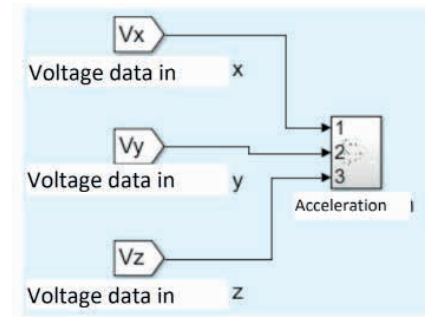 Vx
Voltage data in x
1
Vy
2
Voltage data in y
3
Acceleration
Vz
Voltage data in z